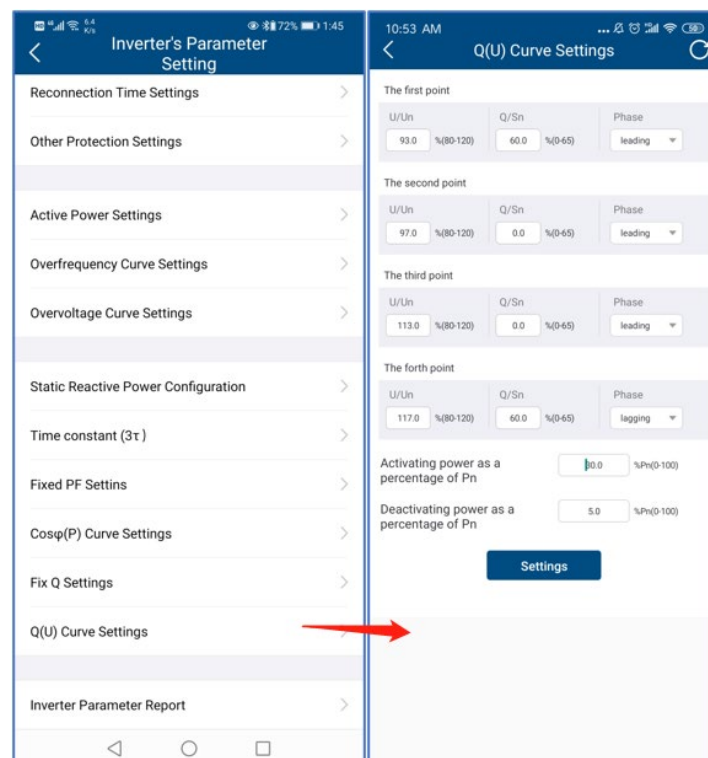 HD 4G 6.4 K/s 72% 1:45
Inverter's Parameter
Setting
Reconnection Time Settings
Other Protection Settings
Active Power Settings
Overfrequency Curve Settings
Overvoltage Curve Settings
Static Reactive Power Configuration
Time constant (3τ)
Fixed PF Settins
Cosφ(P) Curve Settings
Fix Q Settings
Q(U) Curve Settings
Inverter Parameter Report
10:53 AM ... 50
Q(U) Curve Settings
The first point
U/Un Q/Sn Phase
93.0 %(80-120) 60.0 %(0-65) leading
The second point
U/Un Q/Sn Phase
97.0 %(80-120) 0.0 %(0-65) leading
The third point
U/Un Q/Sn Phase
113.0 %(80-120) 0.0 %(0-65) leading
The forth point
U/Un Q/Sn Phase
117.0 %(80-120) 60.0 %(0-65) lagging
Activating power as a
percentage of Pn
%Pn(0-100)
Deactivating power as a
percentage of Pn
5.0 %Pn(0-100)
Settings